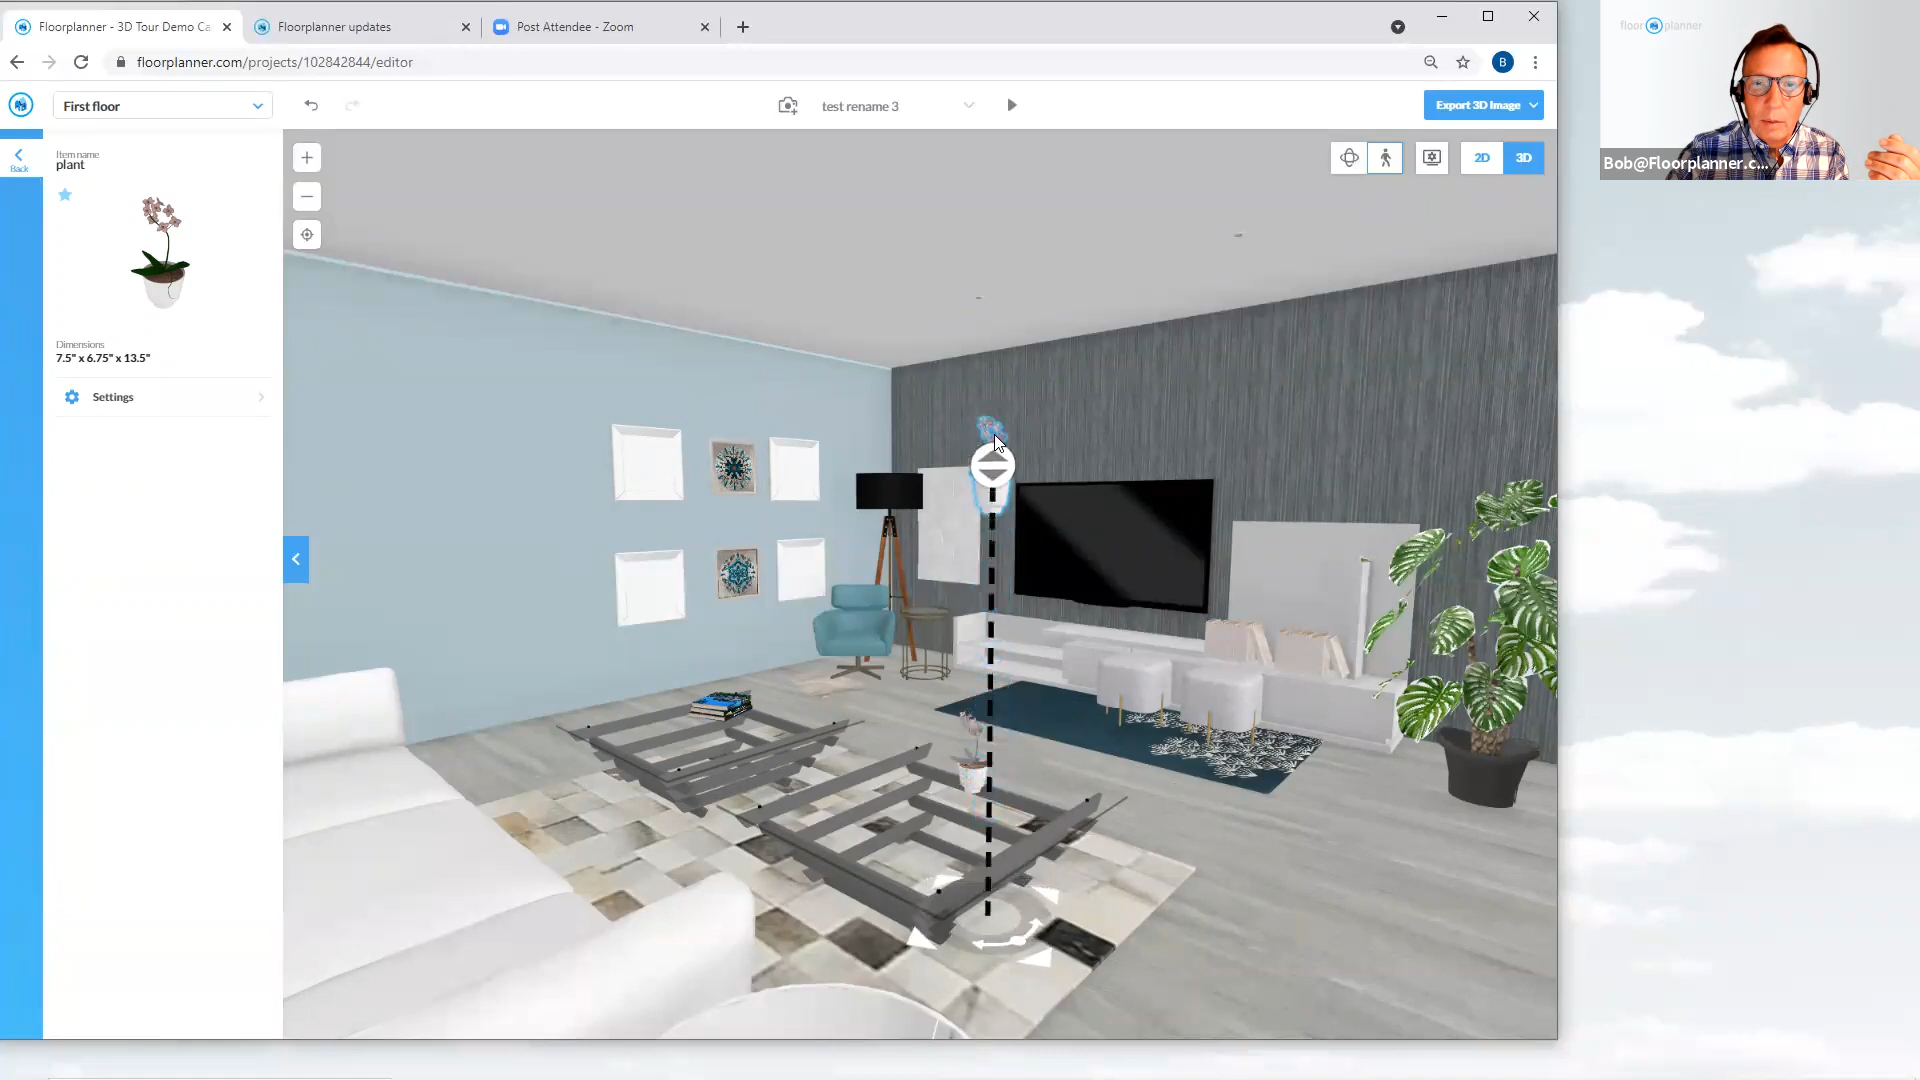 Floorplanner - 3D Tour Demo Ca
Floorplanner updates
Post Attendee - Zoom
floorplanner.com/projects/102842844/editor
B
First floor
test rename 3
Export 3D Image
Back
Item name
plant
2D
3D
Dimensions
7.5" x 6.75" x 13.5"
Settings
floor planner
Bob@Floorplanner.c...